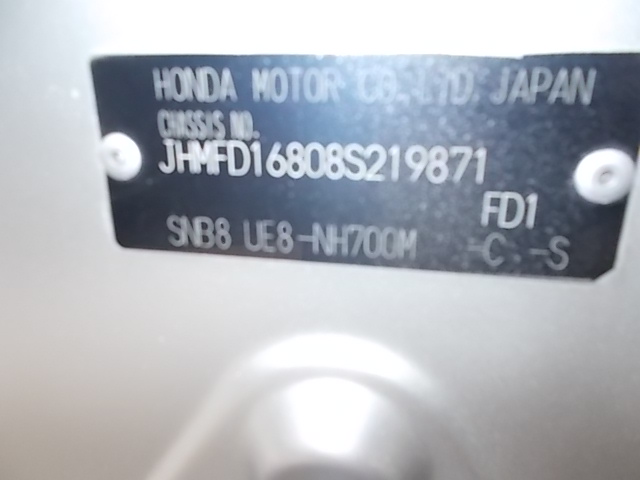 HONDA MOTOR CO.,LTD. JAPAN
CHASSIS NO.
JHMFD16808S219871
FD1
SNB8 UE8-NH700M -C.-S